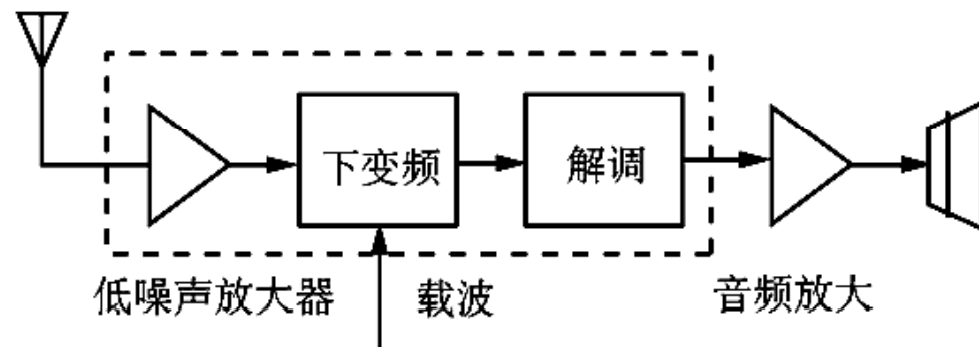 下变频
解调
低噪声放大器
载波
音频放大